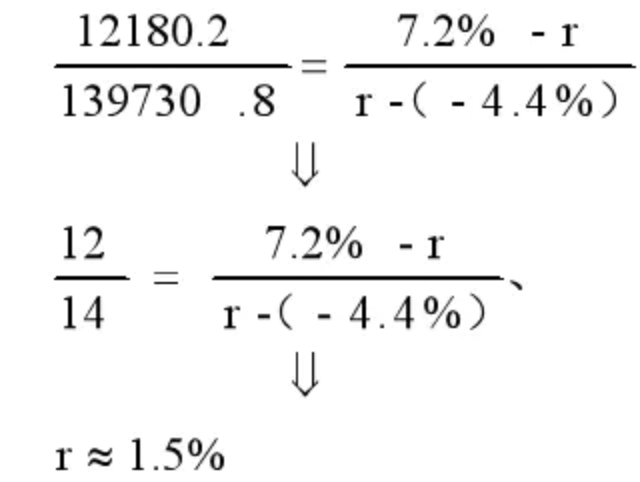 12180.2 / 139730 .8 = 7.2% - r / r -( - 4.4%)
⇓
12 / 14 = 7.2% - r / r -( - 4.4%)、
⇓
r ≈ 1.5%